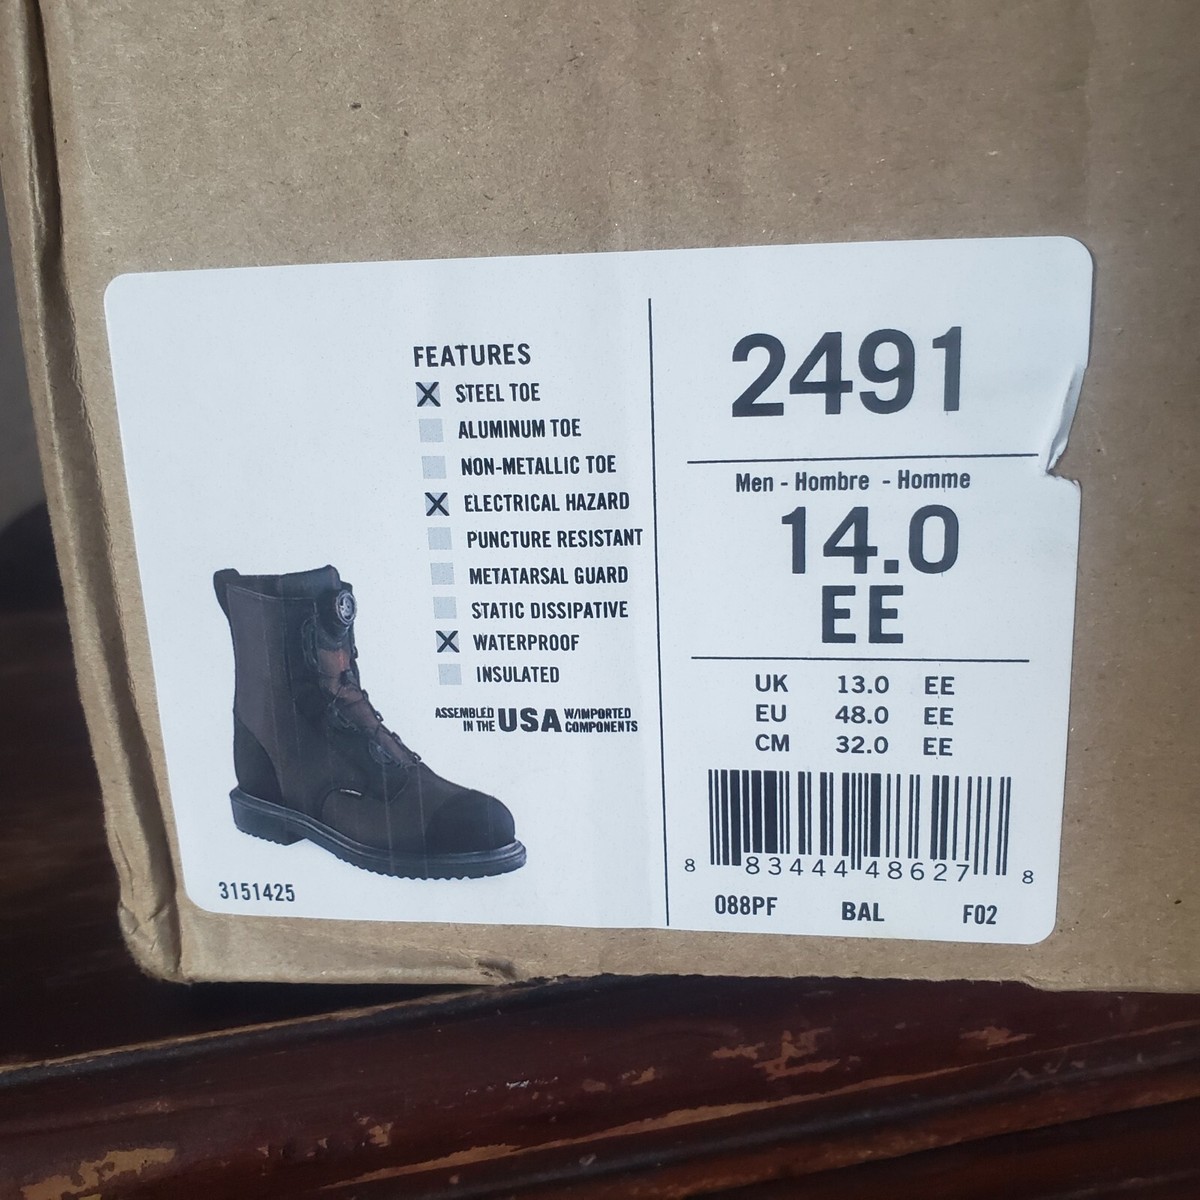 FEATURES
X STEEL TOE
ALUMINUM TOE
NON-METALLIC TOE
X ELECTRICAL HAZARD
PUNCTURE RESISTANT
METATARSAL GUARD
STATIC DISSIPATIVE
X WATERPROOF
INSULATED
ASSEMBLED IN THE USA W/IMPORTED COMPONENTS
3151425
2491
Men - Hombre - Homme
14.0
EE
UK 13.0 EE
EU 48.0 EE
CM 32.0 EE
8 83444 48627 8
088PF BAL F02